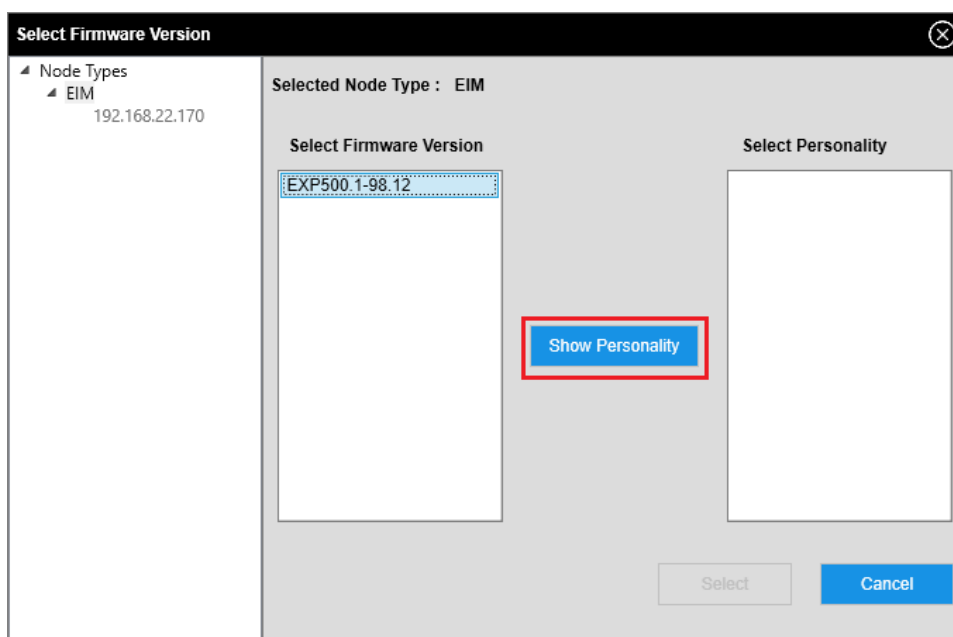 Select Firmware Version
Node Types
EIM
192.168.22.170
Selected Node Type : EIM
Select Firmware Version
Select Personality
EXP500.1-98.12
Show Personality
Select
Cancel